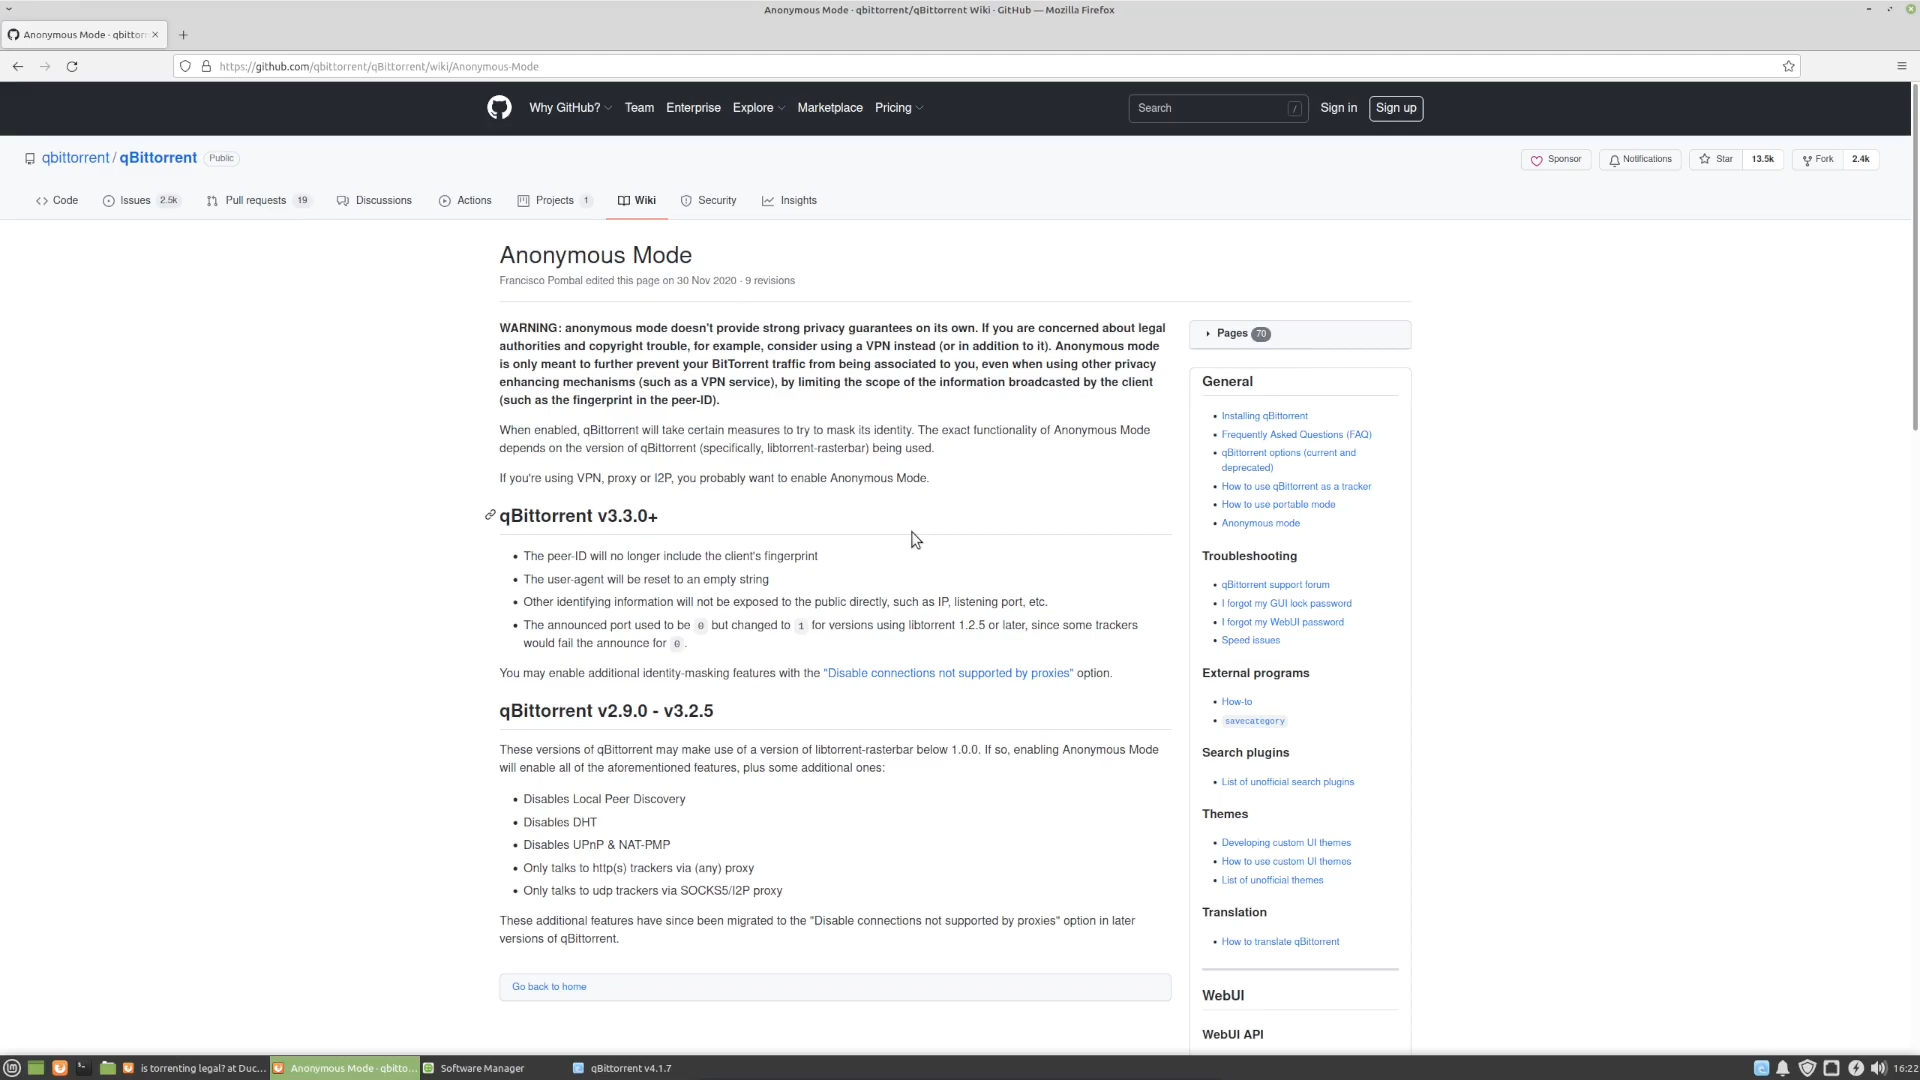 Anonymous Mode · qbittorrent/qBittorrent Wiki · GitHub — Mozilla Firefox
Anonymous Mode · qbittorr
https://github.com/qbittorrent/qBittorrent/wiki/Anonymous-Mode
Why GitHub? Team Enterprise Explore Marketplace Pricing Search / Sign in Sign up
qbittorrent / qBittorrent Public
Sponsor Notifications Star 13.5k Fork 2.4k
Code Issues 2.5k Pull requests 19 Discussions Actions Projects 1 Wiki Security Insights
Anonymous Mode
Francisco Pombal edited this page on 30 Nov 2020 · 9 revisions
WARNING: anonymous mode doesn't provide strong privacy guarantees on its own. If you are concerned about legal
authorities and copyright trouble, for example, consider using a VPN instead (or in addition to it). Anonymous mode
is only meant to further prevent your BitTorrent traffic from being associated to you, even when using other privacy
enhancing mechanisms (such as a VPN service), by limiting the scope of the information broadcasted by the client
(such as the fingerprint in the peer-ID).
When enabled, qBittorrent will take certain measures to try to mask its identity. The exact functionality of Anonymous Mode
depends on the version of qBittorrent (specifically, libtorrent-rasterbar) being used.
If you're using VPN, proxy or I2P, you probably want to enable Anonymous Mode.
qBittorrent v3.3.0+
• The peer-ID will no longer include the client's fingerprint
• The user-agent will be reset to an empty string
• Other identifying information will not be exposed to the public directly, such as IP, listening port, etc.
• The announced port used to be 0 but changed to 1 for versions using libtorrent 1.2.5 or later, since some trackers
would fail the announce for 0.
You may enable additional identity-masking features with the "Disable connections not supported by proxies" option.
qBittorrent v2.9.0 - v3.2.5
These versions of qBittorrent may make use of a version of libtorrent-rasterbar below 1.0.0. If so, enabling Anonymous Mode
will enable all of the aforementioned features, plus some additional ones:
• Disables Local Peer Discovery
• Disables DHT
• Disables UPnP & NAT-PMP
• Only talks to http(s) trackers via (any) proxy
• Only talks to udp trackers via SOCKS5/I2P proxy
These additional features have since been migrated to the "Disable connections not supported by proxies" option in later
versions of qBittorrent.
Go back to home
Pages 70
General
• Installing qBittorrent
• Frequently Asked Questions (FAQ)
• qBittorrent options (current and
deprecated)
• How to use qBittorrent as a tracker
• How to use portable mode
• Anonymous mode
Troubleshooting
• qBittorrent support forum
• I forgot my GUI lock password
• I forgot my WebUI password
• Speed issues
External programs
• How-to
• savecategory
Search plugins
• List of unofficial search plugins
Themes
• Developing custom UI themes
• How to use custom UI themes
• List of unofficial themes
Translation
• How to translate qBittorrent
WebUI
WebUI API
is torrenting legal? at Duc... Anonymous Mode · qbitto... Software Manager qBittorrent v4.1.7 16:22